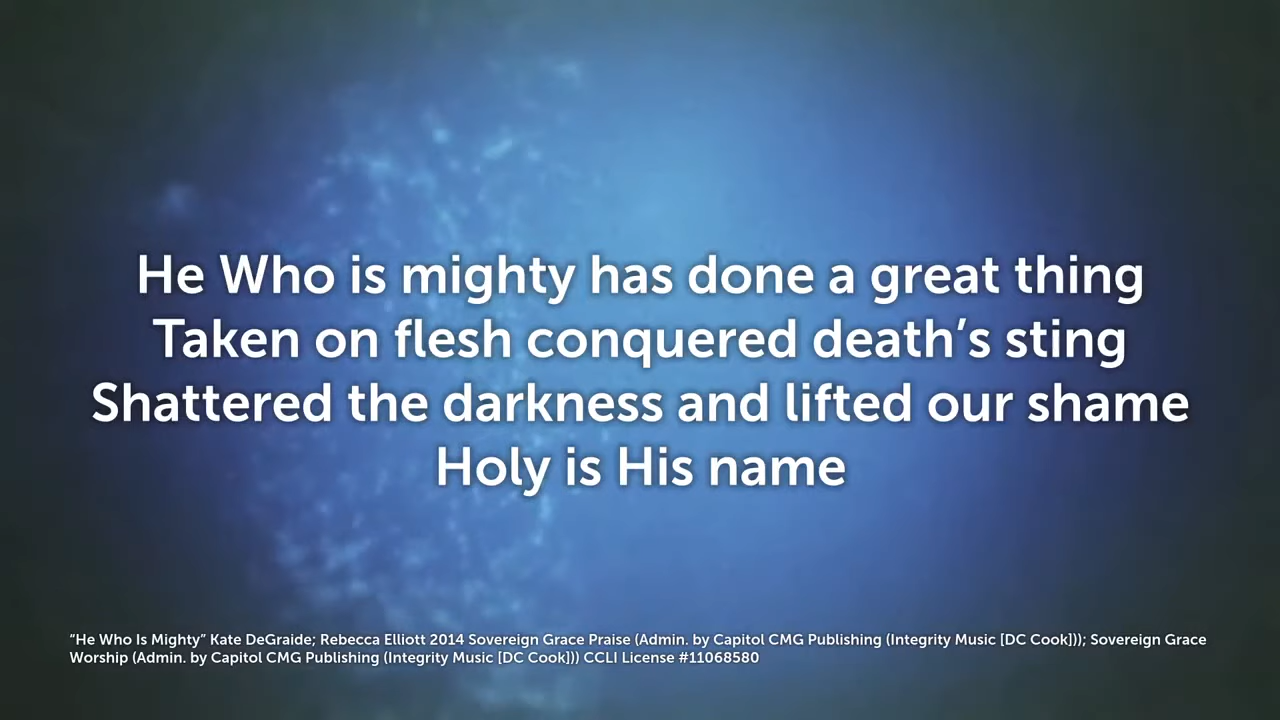 He Who is mighty has done a great thing
Taken on flesh conquered death’s sting
Shattered the darkness and lifted our shame
Holy is His name
“He Who Is Mighty” Kate DeGraide; Rebecca Elliott 2014 Sovereign Grace Praise (Admin. by Capitol CMG Publishing (Integrity Music [DC Cook])); Sovereign Grace
Worship (Admin. by Capitol CMG Publishing (Integrity Music [DC Cook])) CCLI License #11068580